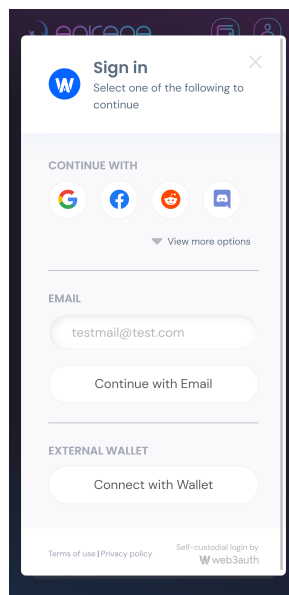 epicene
W
Sign in
Select one of the following to
continue
CONTINUE WITH
View more options
EMAIL
testmail@test.com
Continue with Email
EXTERNAL WALLET
Connect with Wallet
Terms of use | Privacy policy
Self-custodial login by
web3auth